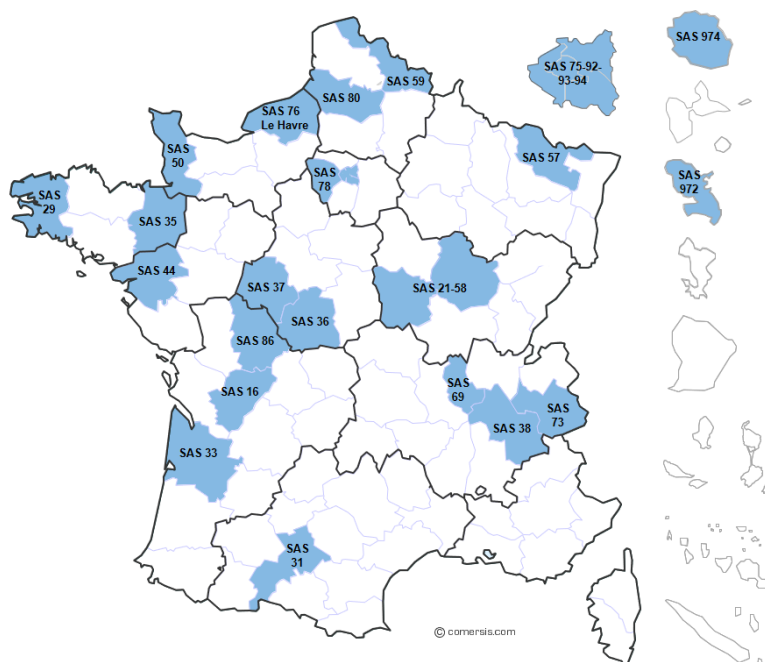 SAS 974
SAS 75-92-
93-94
SAS 59
SAS 80
SAS 76
Le Havre
SAS
50
SAS 57
SAS
78
SAS
972
SAS
29
SAS 35
SAS 44
SAS 37
SAS 21-58
SAS 36
SAS 86
SAS 16
SAS
69
SAS
73
SAS 38
SAS 33
SAS
31
© comersis.com